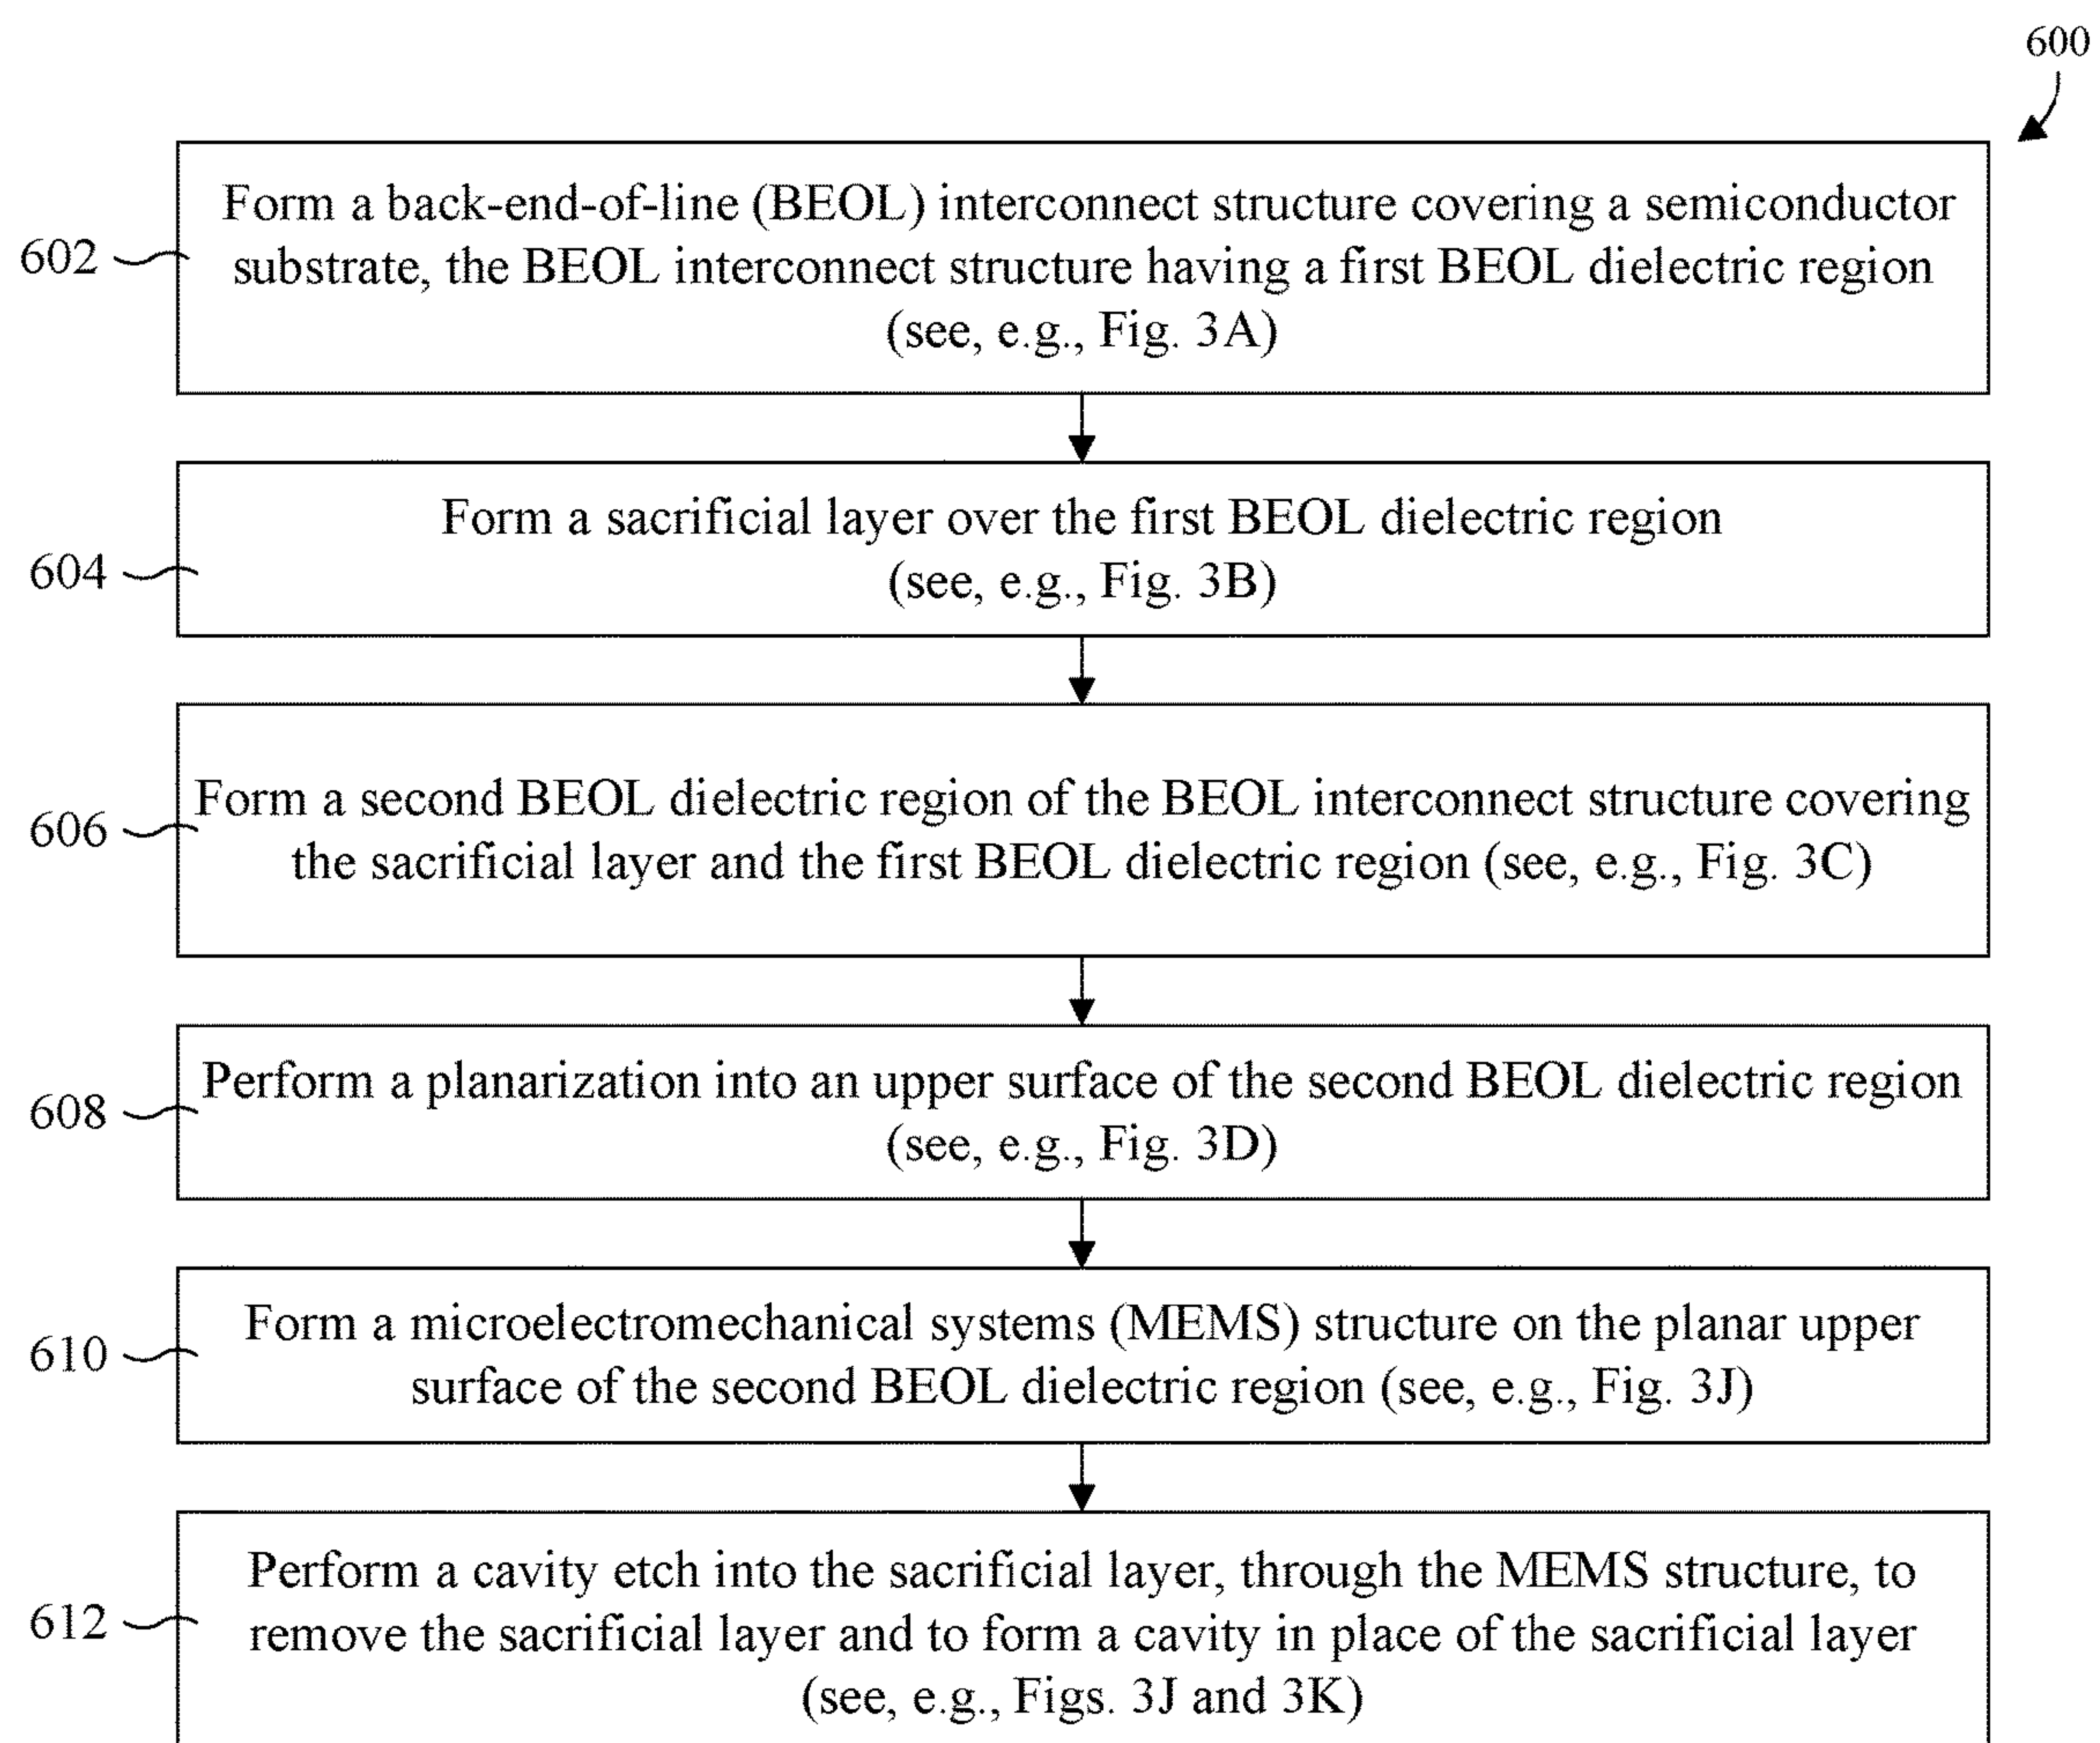 600
602
Form a back-end-of-line (BEOL) interconnect structure covering a semiconductor
substrate, the BEOL interconnect structure having a first BEOL dielectric region
(see, e.g., Fig. 3A)
604
Form a sacrificial layer over the first BEOL dielectric region
(see, e.g., Fig. 3B)
606
Form a second BEOL dielectric region of the BEOL interconnect structure covering
the sacrificial layer and the first BEOL dielectric region (see, e.g., Fig. 3C)
608
Perform a planarization into an upper surface of the second BEOL dielectric region
(see, e.g., Fig. 3D)
610
Form a microelectromechanical systems (MEMS) structure on the planar upper
surface of the second BEOL dielectric region (see, e.g., Fig. 3J)
612
Perform a cavity etch into the sacrificial layer, through the MEMS structure, to
remove the sacrificial layer and to form a cavity in place of the sacrificial layer
(see, e.g., Figs. 3J and 3K)